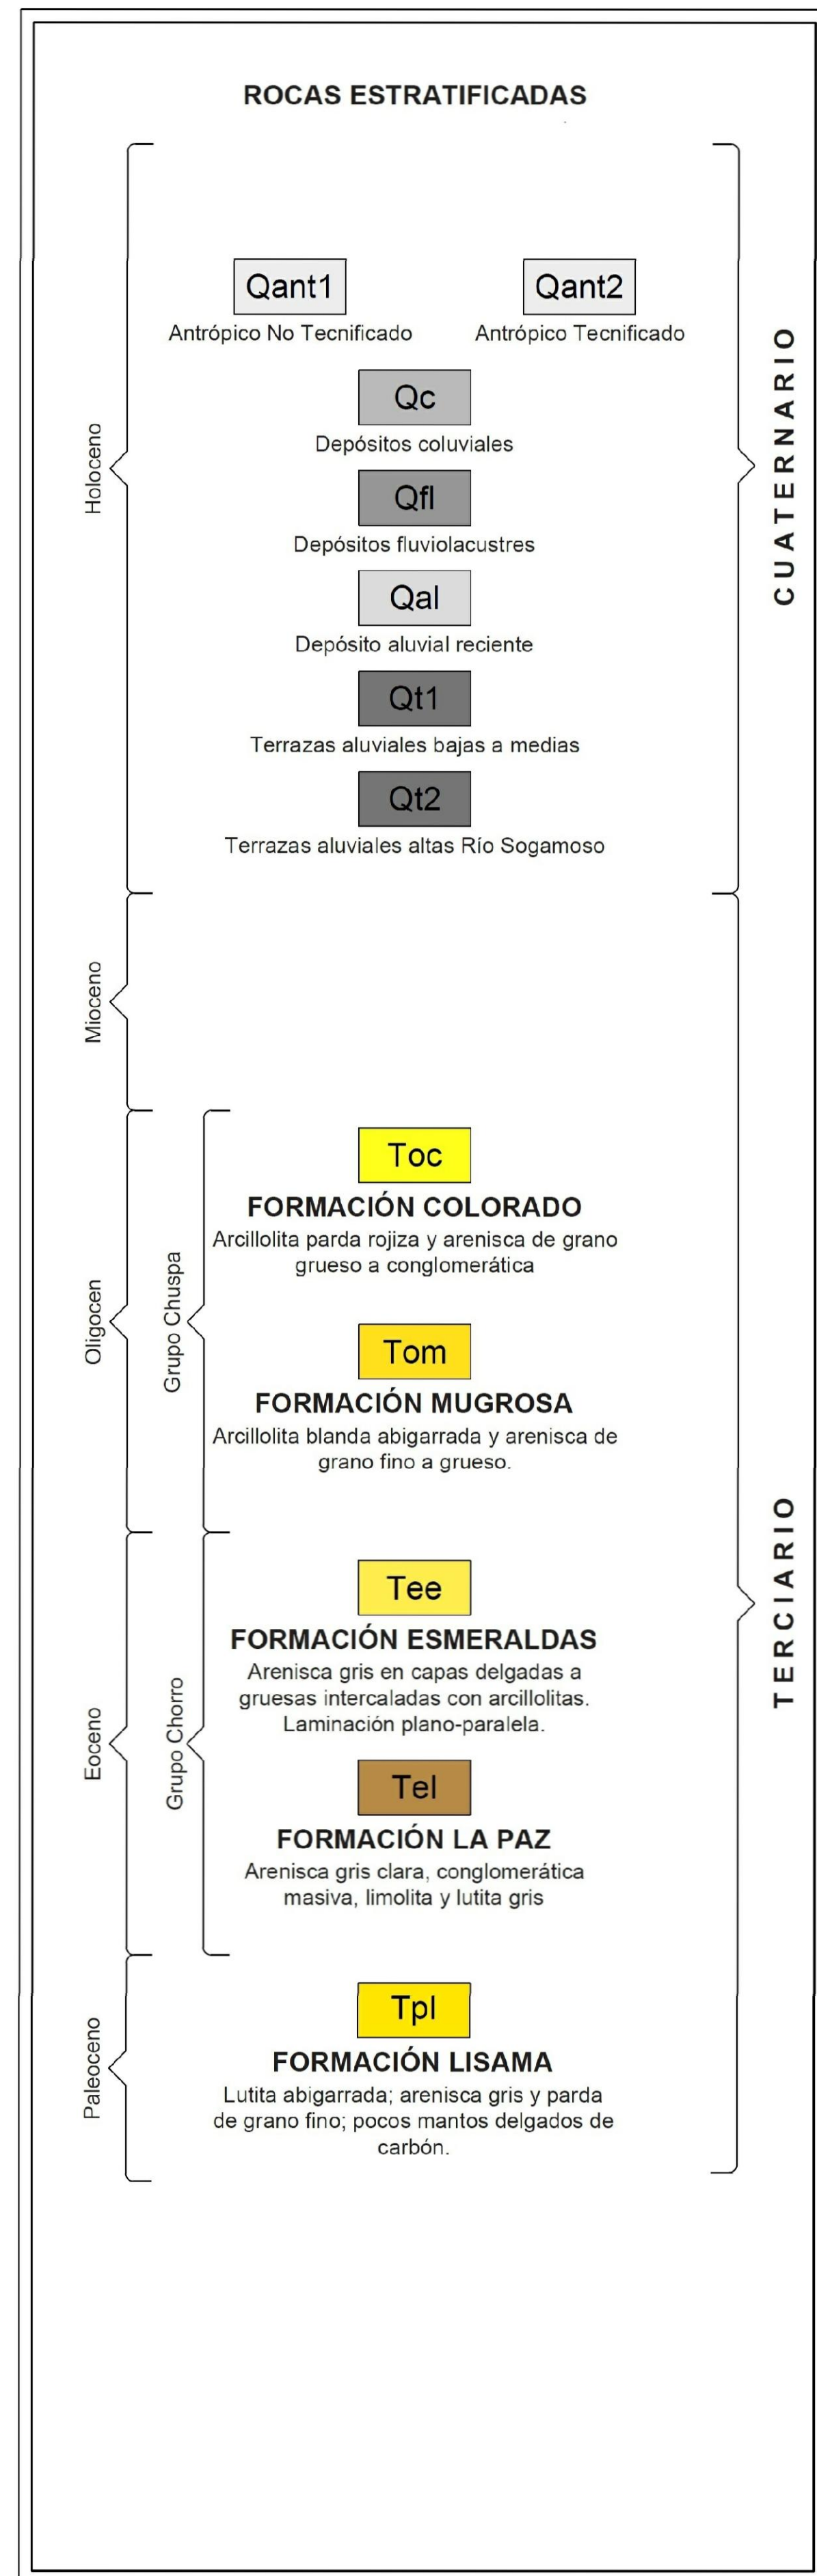 ROCAS ESTRATIFICADAS
Holoceno
CUATERNARIO
Qant1
Qant2
Antrópico No Tecnificado
Antrópico Tecnificado
Qc
Depósitos coluviales
Qfl
Depósitos fluviolacustres
Qal
Depósito aluvial reciente
Qt1
Terrazas aluviales bajas a medias
Qt2
Terrazas aluviales altas Río Sogamoso
Mioceno
TERCIARIO
Oligocen
Grupo Chuspa
Toc
FORMACIÓN COLORADO
Arcillolita parda rojiza y arenisca de grano
grueso a conglomerática
Tom
FORMACIÓN MUGROSA
Arcillolita blanda abigarrada y arenisca de
grano fino a grueso.
Eoceno
Grupo Chorro
Tee
FORMACIÓN ESMERALDAS
Arenisca gris en capas delgadas a
gruesas intercaladas con arcillolitas.
Laminación plano-paralela.
Tel
FORMACIÓN LA PAZ
Arenisca gris clara, conglomerática
masiva, limolita y lutita gris
Paleoceno
Tpl
FORMACIÓN LISAMA
Lutita abigarrada; arenisca gris y parda
de grano fino; pocos mantos delgados de
carbón.